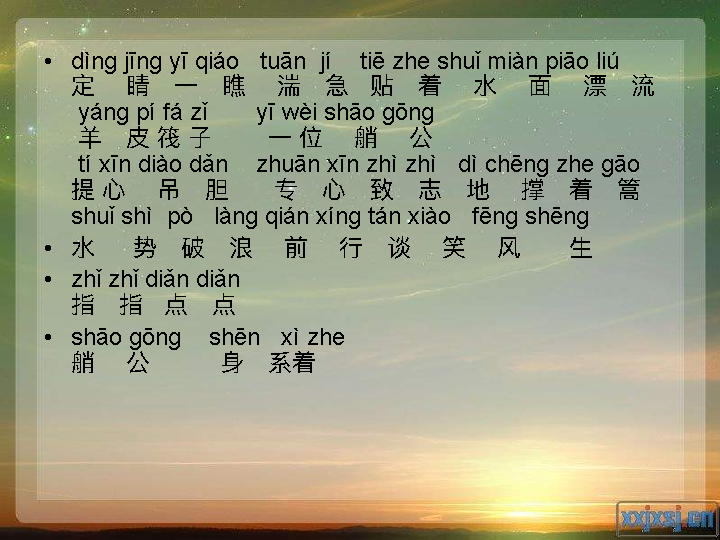 • dìng jīng yī qiáo tuān jí tiē zhe shuǐ miàn piāo liú
定 睛 一 瞧 湍 急 贴 着 水 面 漂 流
yáng pí fá zǐ yī wèi shāo gōng
羊 皮 筏 子 一 位 艄 公
tí xīn diào dǎn zhuān xīn zhì zhì dì chēng zhe gāo
提 心 吊 胆 专 心 致 志 地 撑 着 篙
shuǐ shì pò làng qián xíng tán xiào fēng shēng
• 水 势 破 浪 前 行 谈 笑 风 生
• zhǐ zhǐ diǎn diǎn
指 指 点 点
• shāo gōng shēn xì zhe
艄 公 身 系着
xxjxsj.cn